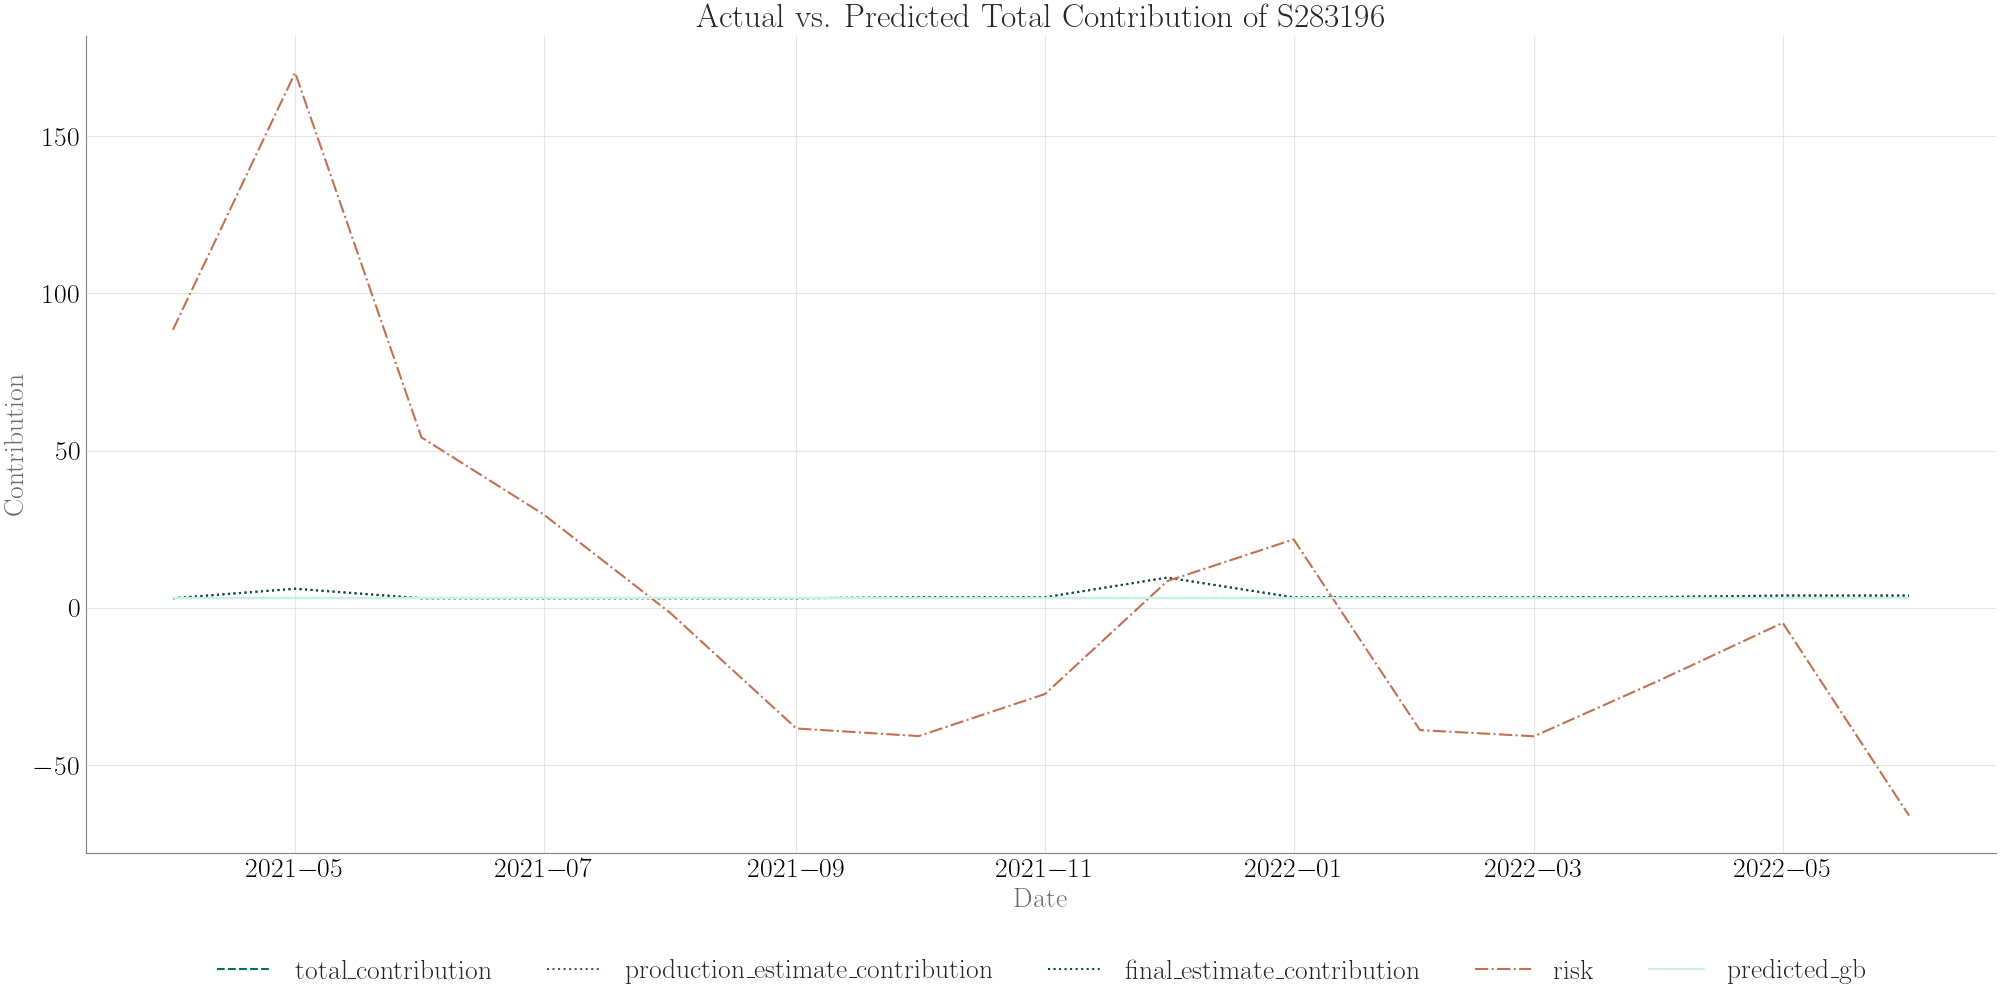 Actual vs. Predicted Total Contribution of S283196
150
100
50
0
−50
Contribution
2021−05 2021−07 2021−09 2021−11 2022−01 2022−03 2022−05
Date
total_contribution production_estimate_contribution final_estimate_contribution risk predicted_gb